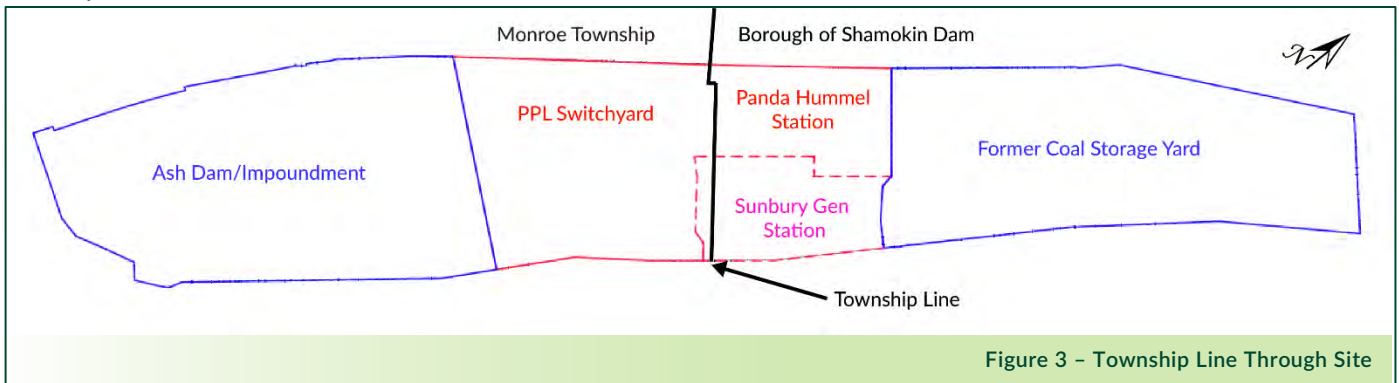 Monroe Township
Borough of Shamokin Dam
N
PPL Switchyard
Panda Hummel
Station
Ash Dam/Impoundment
Former Coal Storage Yard
Sunbury Gen
Station
Township Line
Figure 3 – Township Line Through Site